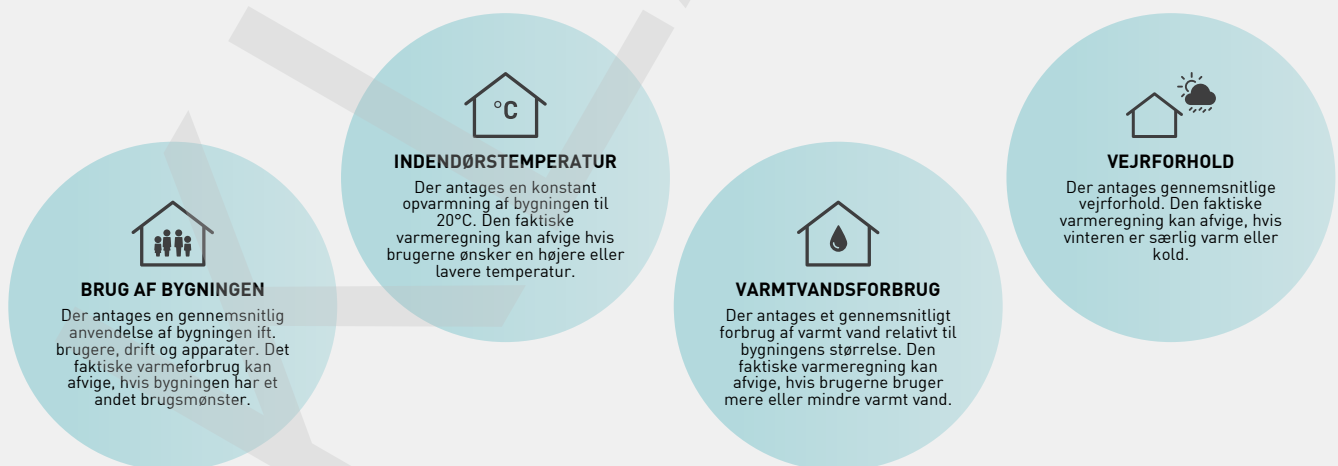 BRUG AF BYGNINGEN
Der antages en gennemsnitlig
anvendelse af bygningen ift.
brugere, drift og apparater. Det
faktiske varmeforbrug kan
afvige, hvis bygningen har et
andet brugsmønster.
°C
INDENDØRSTEMPERATUR
Der antages en konstant
opvarmning af bygningen til
20°C. Den faktiske
varmeregning kan afvige hvis
brugerne ønsker en højere eller
lavere temperatur.
VARMTVANDSFORBRUG
Der antages et gennemsnitligt
forbrug af varmt vand relativt til
bygningens størrelse. Den
faktiske varmeregning kan
afvige, hvis brugerne bruger
mere eller mindre varmt vand.
VEJRFORHOLD
Der antages gennemsnitlige
vejrforhold. Den faktiske
varmeregning kan afvige, hvis
vinteren er særlig varm eller
kold.